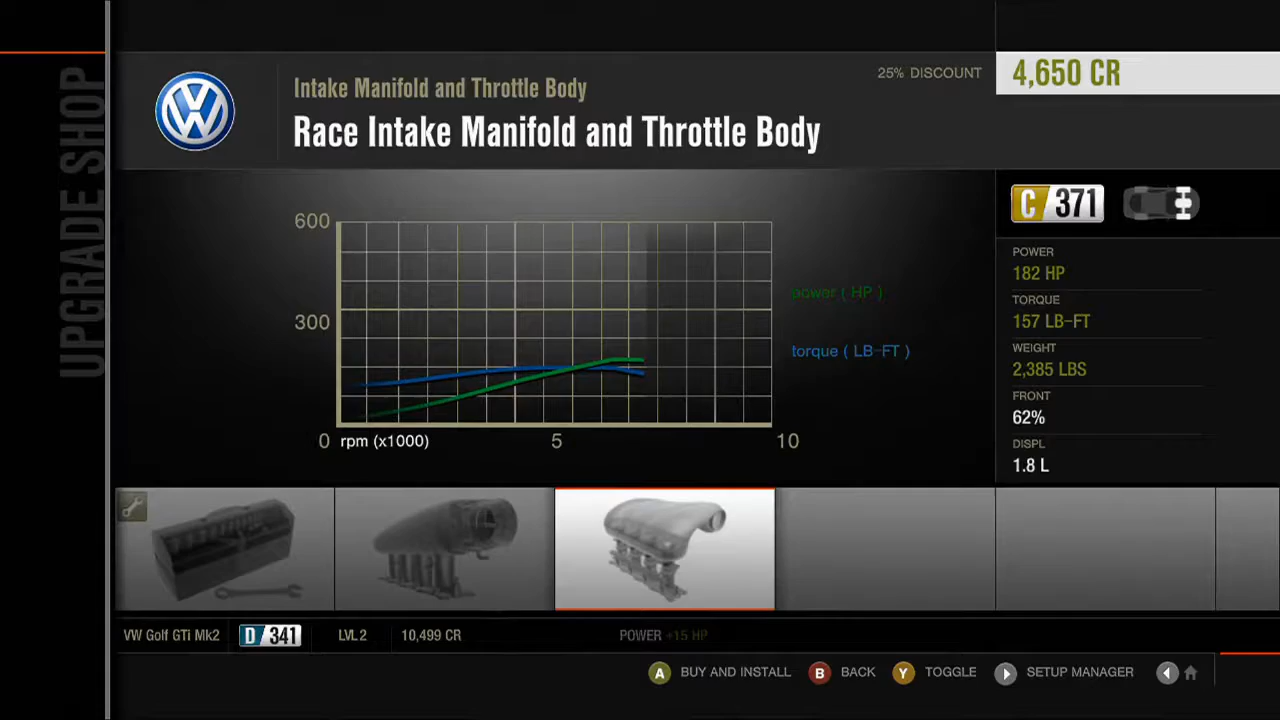 UPGRADE SHOP
Intake Manifold and Throttle Body
25% DISCOUNT
4,650 CR
Race Intake Manifold and Throttle Body
C 371
600
300
0
rpm (x1000)
5
10
power ( HP )
torque ( LB-FT )
POWER
182 HP
TORQUE
157 LB-FT
WEIGHT
2,385 LBS
FRONT
62%
DISPL
1.8 L
VW Golf GTi Mk2
D 341
LVL 2
10,499 CR
POWER +15 HP
A BUY AND INSTALL
B BACK
Y TOGGLE
SETUP MANAGER